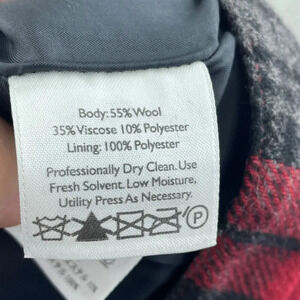 Body: 55% Wool
35% Viscose 10% Polyester
Lining: 100% Polyester
Professionally Dry Clean. Use
Fresh Solvent. Low Moisture,
Utility Press As Necessary.
P